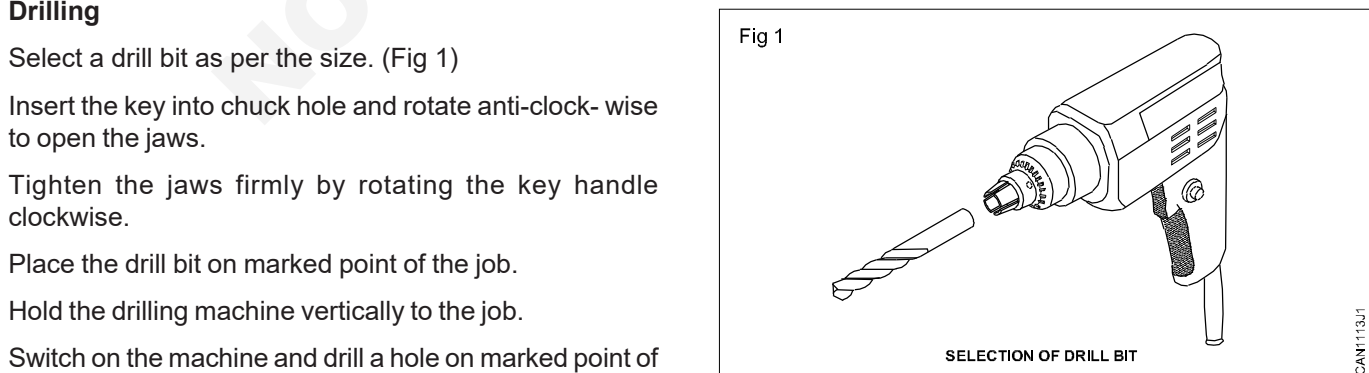 Drilling
Select a drill bit as per the size. (Fig 1)
Insert the key into chuck hole and rotate anti-clock- wise
to open the jaws.
Tighten the jaws firmly by rotating the key handle
clockwise.
Place the drill bit on marked point of the job.
Hold the drilling machine vertically to the job.
Switch on the machine and drill a hole on marked point of
Fig 1
SELECTION OF DRILL BIT
CAN1113J1
NO